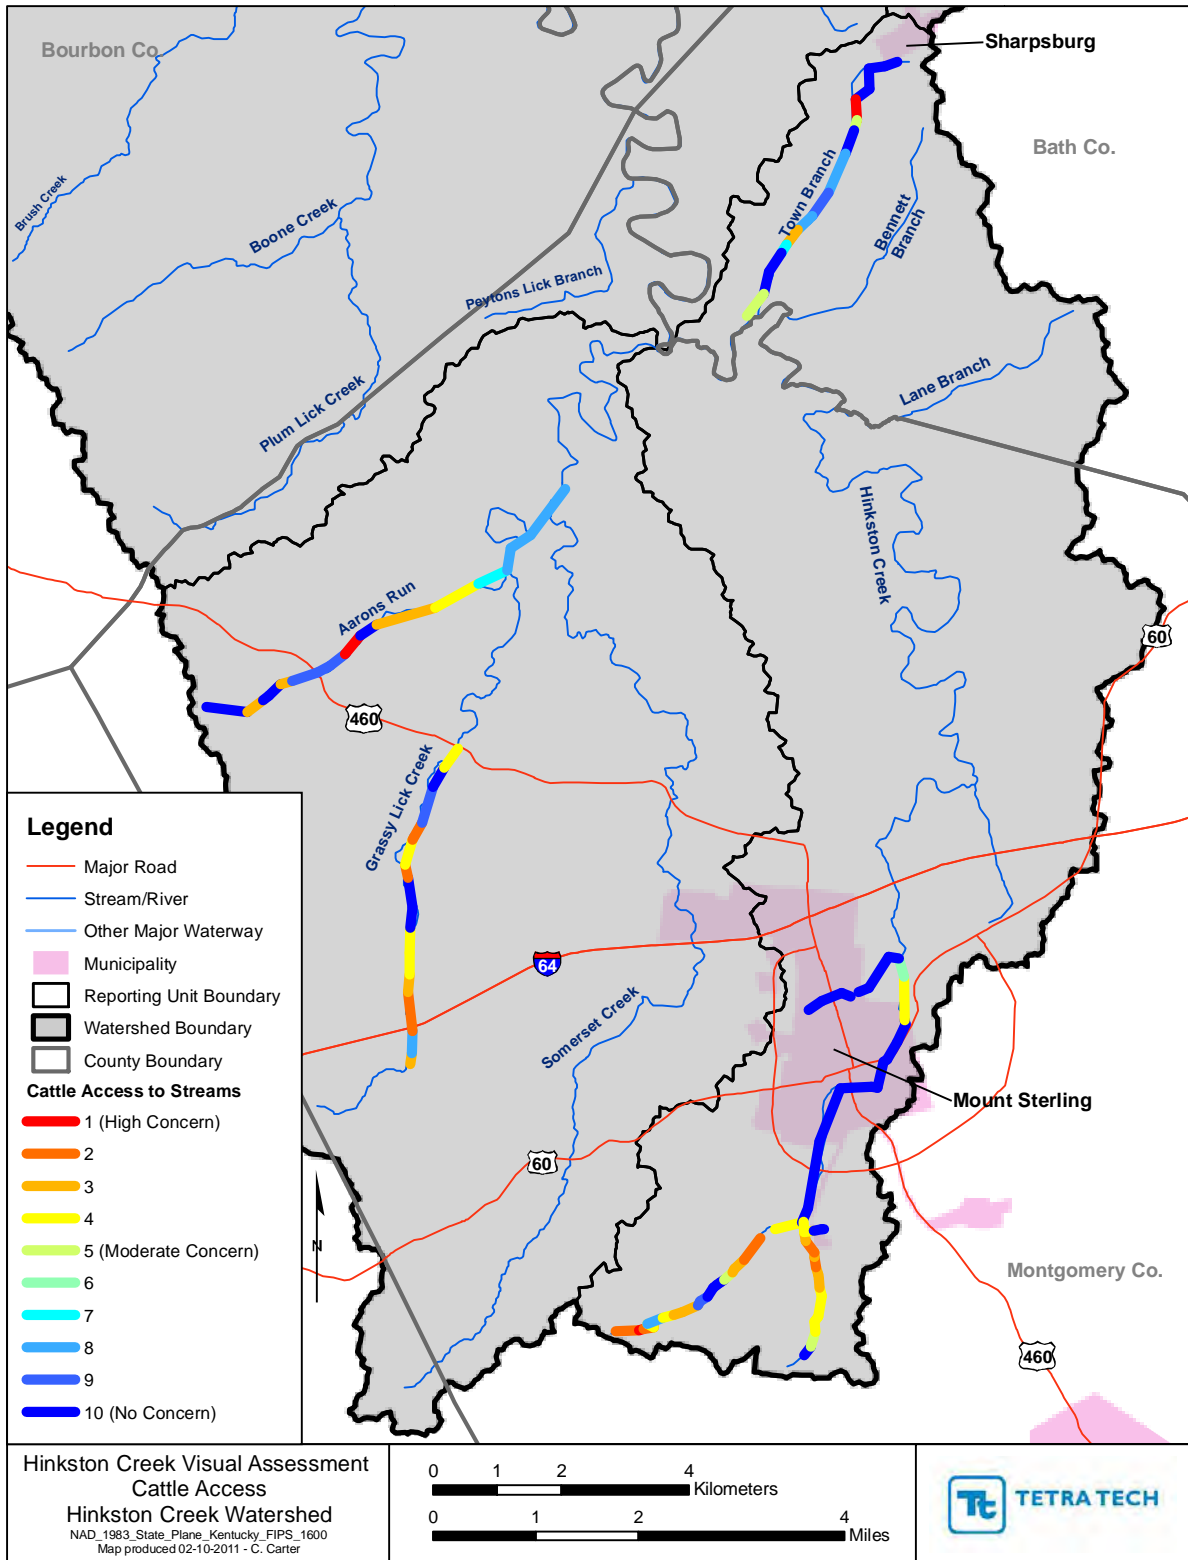 Bourbon Co.
Sharpsburg
Bath Co.
Brush Creek
Boone Creek
Town Branch
Bennett
Branch
Peytons Lick Branch
Plum Lick Creek
Lane Branch
Hinkston Creek
Aarons Run
60
460
Grassy Lick Creek
64
Somerset Creek
Mount Sterling
60
Montgomery Co.
460
N
Legend
Major Road
Stream/River
Other Major Waterway
Municipality
Reporting Unit Boundary
Watershed Boundary
County Boundary
Cattle Access to Streams
1 (High Concern)
2
3
4
5 (Moderate Concern)
6
7
8
9
10 (No Concern)
Hinkston Creek Visual Assessment
Cattle Access
Hinkston Creek Watershed
NAD_1983_State_Plane_Kentucky_FIPS_1600
Map produced 02-10-2011 - C. Carter
0 1 2 4
Kilometers
0 1 2 4
Miles
Tt TETRA TECH